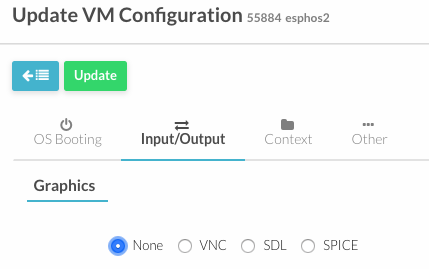 Update VM Configuration 55884 esphos2
Update
OS Booting Input/Output Context Other
Graphics
None VNC SDL SPICE